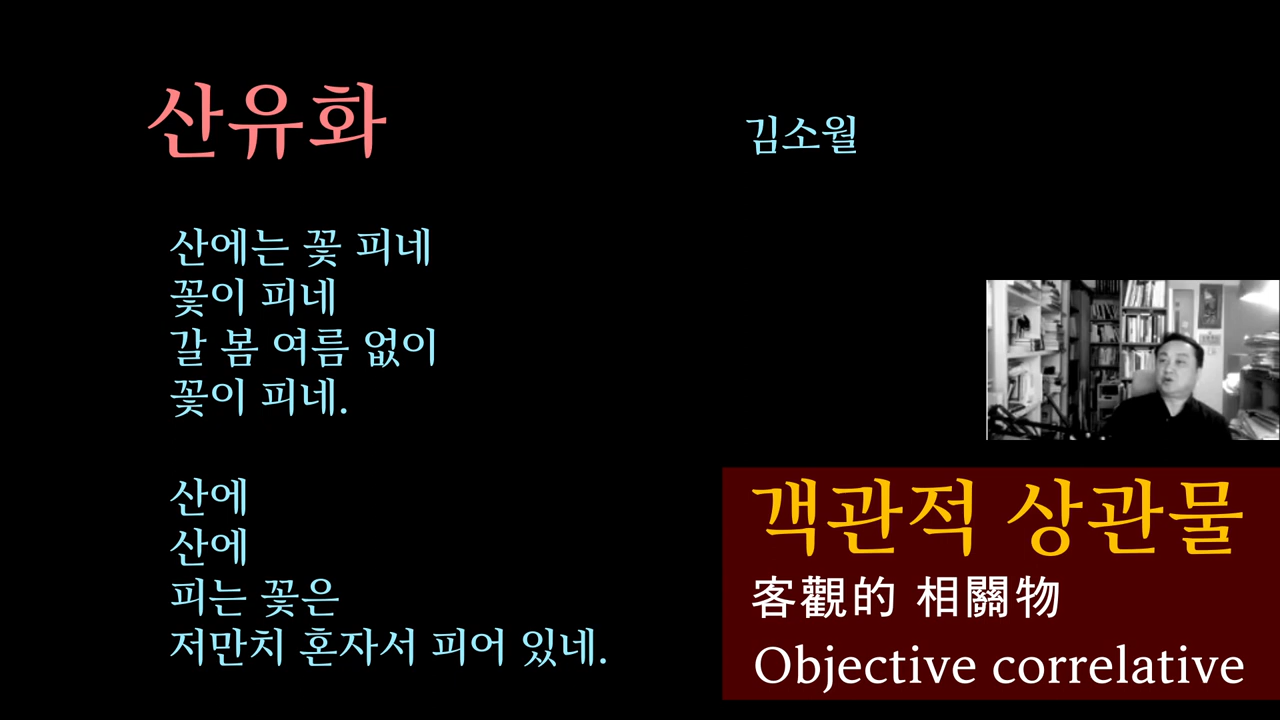 산유화
김소월
산에는 꽃 피네
꽃이 피네
갈 봄 여름 없이
꽃이 피네.
산에
산에
피는 꽃은
저만치 혼자서 피어 있네.
객관적 상관물
客觀的 相關物
Objective correlative